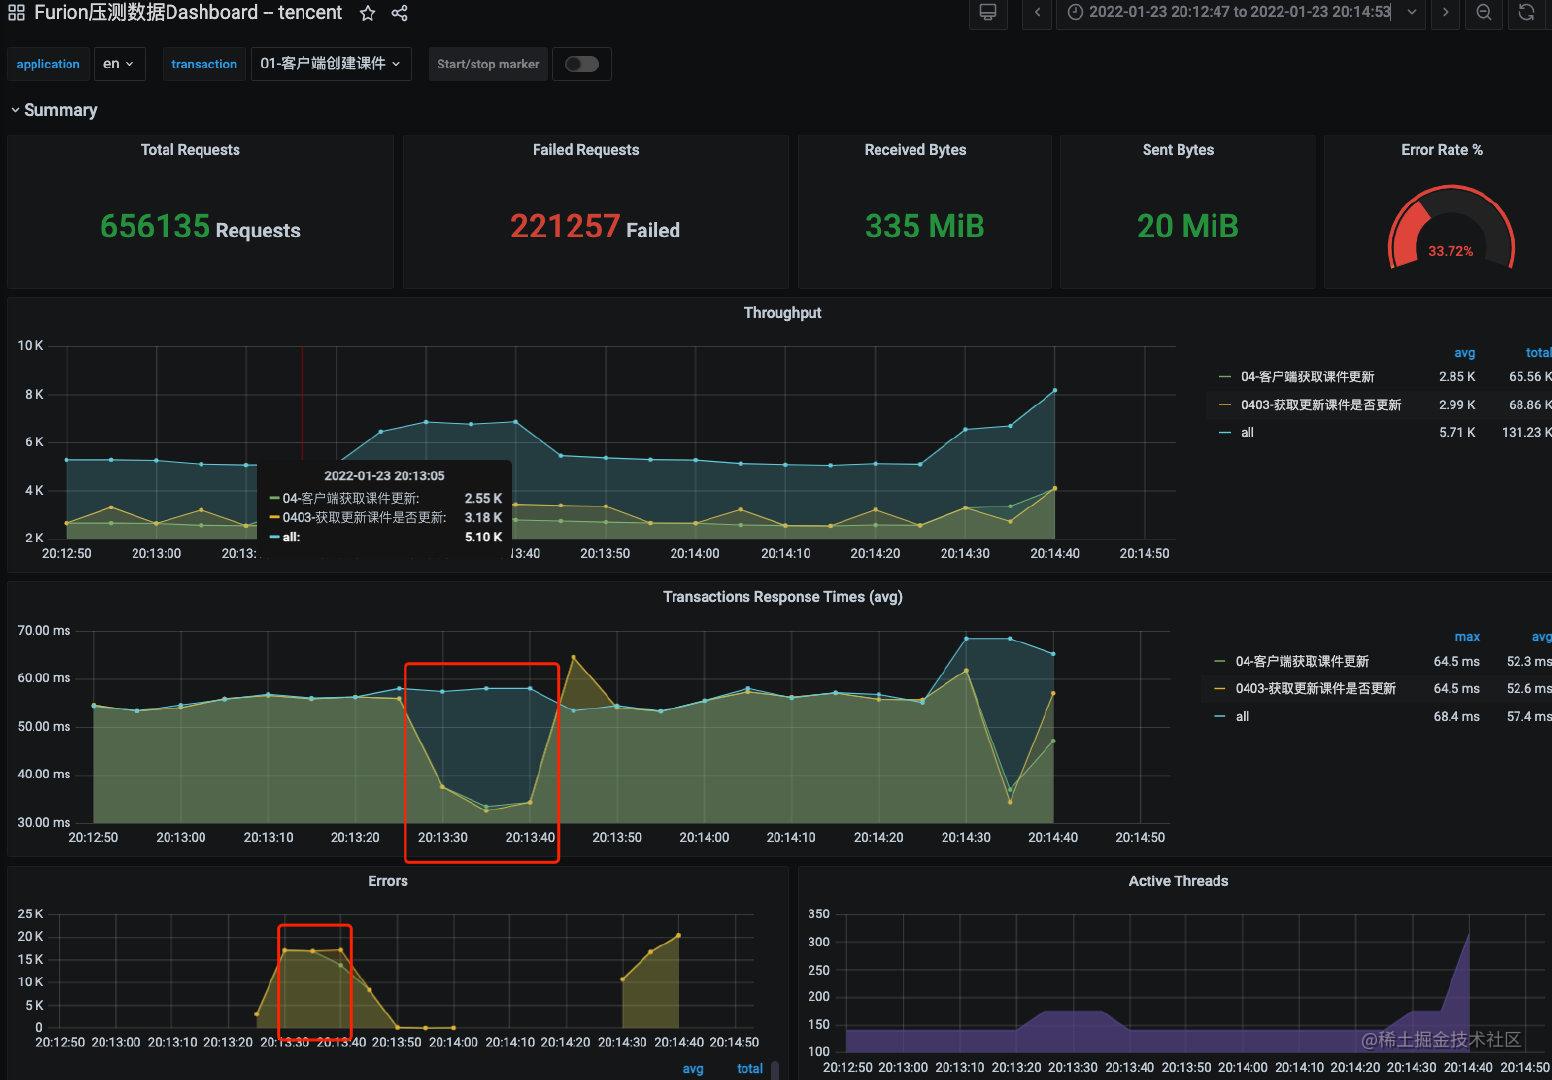 Furion压测数据Dashboard – tencent
2022-01-23 20:12:47 to 2022-01-23 20:14:53
application en transaction 01-客户端创建课件 Start/stop marker
Summary
Total Requests
656135 Requests
Failed Requests
221257 Failed
Received Bytes
335 MiB
Sent Bytes
20 MiB
Error Rate %
33.72%
Throughput
10 K
8 K
6 K
4 K
2 K
20:12:50 20:13:00 20:13: 13:40 20:13:50 20:14:00 20:14:10 20:14:20 20:14:30 20:14:40 20:14:50
2022-01-23 20:13:05
04-客户端获取课件更新: 2.55 K
0403-获取更新课件是否更新: 3.18 K
all: 5.10 K
avg total
04-客户端获取课件更新 2.85 K 65.56 K
0403-获取更新课件是否更新 2.99 K 68.86 K
all 5.71 K 131.23 K
Transactions Response Times (avg)
70.00 ms
60.00 ms
50.00 ms
40.00 ms
30.00 ms
20:12:50 20:13:00 20:13:10 20:13:20 20:13:30 20:13:40 20:13:50 20:14:00 20:14:10 20:14:20 20:14:30 20:14:40 20:14:50
max avg
04-客户端获取课件更新 64.5 ms 52.3 ms
0403-获取更新课件是否更新 64.5 ms 52.6 ms
all 68.4 ms 57.4 ms
Errors
25 K
20 K
15 K
10 K
5 K
0
20:12:50 20:13:00 20:13:10 20:13:20 20:13:30 20:13:40 20:13:50 20:14:00 20:14:10 20:14:20 20:14:30 20:14:40 20:14:50
avg total
Active Threads
350
300
250
200
150
100
20:12:50 20:13:00 20:13:10 20:13:20 20:13:30 20:13:40 20:13:50 20:14:00 20:14:10 20:14:20 20:14:30 20:14:40 20:14:50
@稀土掘金技术社区